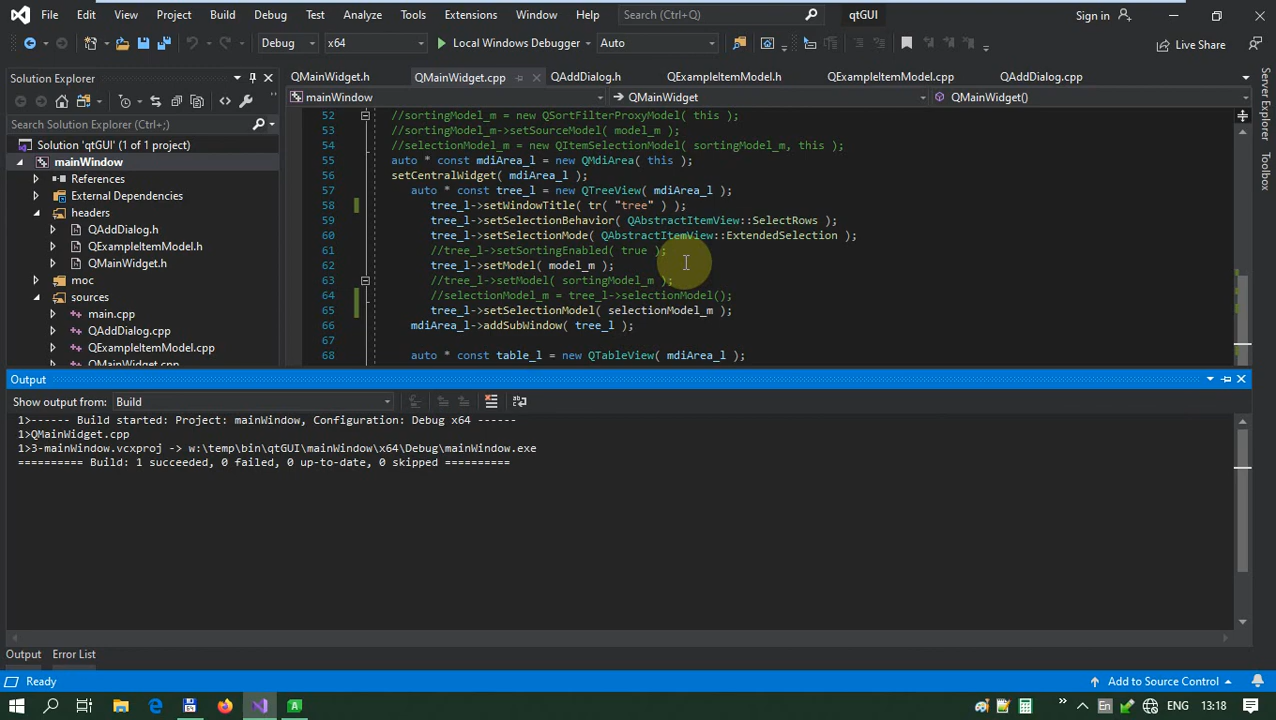 File Edit View Project Build Debug Test Analyze Tools Extensions Window Help Search (Ctrl+Q) qtGUI Sign in
Debug x64 Local Windows Debugger Auto Live Share
Solution Explorer
QMainWidget.h QMainWidget.cpp QAddDialog.h QExampleItemModel.h QExampleItemModel.cpp QAddDialog.cpp
mainWindow QMainWidget QMainWidget()
Search Solution Explorer (Ctrl+;)
Solution 'qtGUI' (1 of 1 project)
mainWindow
References
External Dependencies
headers
QAddDialog.h
QExampleItemModel.h
QMainWidget.h
moc
sources
main.cpp
QAddDialog.cpp
QExampleItemModel.cpp
QMainWidget.cpp
52 //sortingModel_m = new QSortFilterProxyModel( this );
53 //sortingModel_m->setSourceModel( model_m );
54 //selectionModel_m = new QItemSelectionModel( sortingModel_m, this );
55 auto * const mdiArea_l = new QMdiArea( this );
56 setCentralWidget( mdiArea_l );
57 auto * const tree_l = new QTreeView( mdiArea_l );
58 tree_l->setWindowTitle( tr( "tree" ) );
59 tree_l->setSelectionBehavior( QAbstractItemView::SelectRows );
60 tree_l->setSelectionMode( QAbstractItemView::ExtendedSelection );
61 //tree_l->setSortingEnabled( true );
62 tree_l->setModel( model_m );
63 //tree_l->setModel( sortingModel_m );
64 //selectionModel_m = tree_l->selectionModel();
65 tree_l->setSelectionModel( selectionModel_m );
66 mdiArea_l->addSubWindow( tree_l );
67
68 auto * const table_l = new QTableView( mdiArea_l );
Server Explorer
Toolbox
Output
Show output from: Build
1>------ Build started: Project: mainWindow, Configuration: Debug x64 ------
1>QMainWidget.cpp
1>3-mainWindow.vcxproj -> w:\temp\bin\qtGUI\mainWindow\x64\Debug\mainWindow.exe
========== Build: 1 succeeded, 0 failed, 0 up-to-date, 0 skipped ==========
Output Error List
Ready Add to Source Control
En ENG 13:18